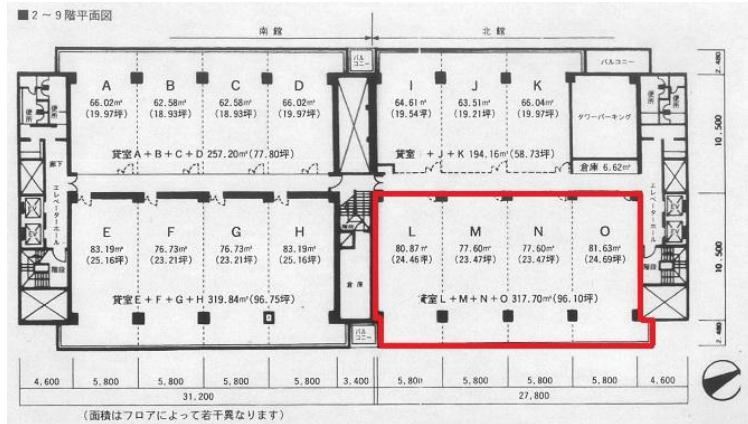 ■2～9階平面図
南館
北館
バルコニー
バルコニー
2.480
便所
便所
A
B
C
D
I
J
K
便所
便所
66.02㎡
62.58㎡
62.58㎡
66.02㎡
64.61㎡
63.51㎡
66.04㎡
(19.97坪)
(18.93坪)
(18.93坪)
(19.97坪)
(19.54坪)
(19.21坪)
(19.97坪)
タワーパーキング
10.500
廊下
貸室A＋B＋C＋D 257.20㎡(77.80坪)
貸室I＋J＋K 194.16㎡(58.73坪)
倉庫 6.62㎡
エレベーターホール
エレベーターホール
E
F
G
H
階段
L
M
N
O
83.19㎡
76.73㎡
76.73㎡
83.19㎡
80.87㎡
77.60㎡
77.60㎡
81.63㎡
(25.16坪)
(23.21坪)
(23.21坪)
(25.16坪)
(24.46坪)
(23.47坪)
(23.47坪)
(24.69坪)
10.500
階段
階段
倉庫
貸室E＋F＋G＋H 319.84㎡(96.75坪)
貸室L＋M＋N＋O 317.70㎡(96.10坪)
バルコニー
2.480
4,600
5,800
5,800
5,800
5,800
3,400
5,800
5,800
5,800
5,800
4,600
31,200
27,800
(面積はフロアによって若干異なります)